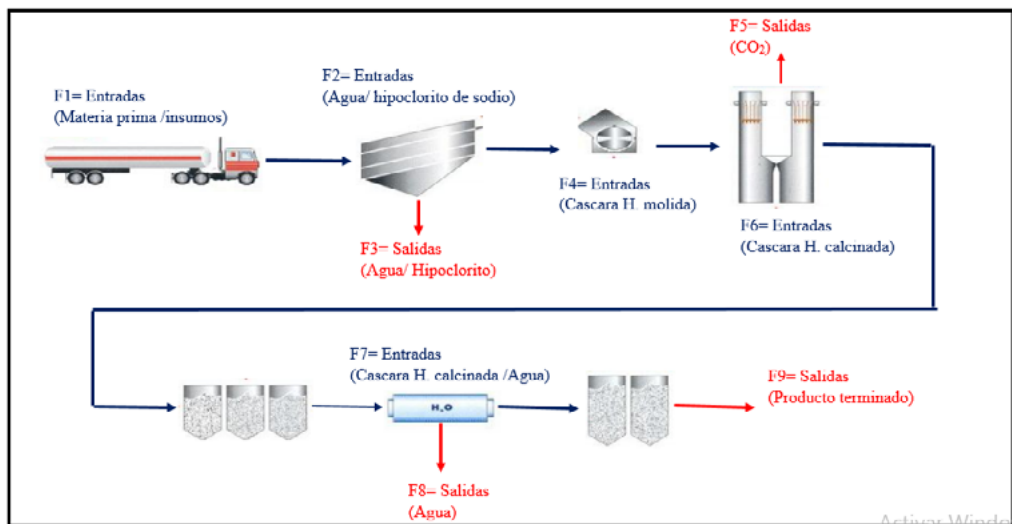 F5= Salidas
(CO₂)
F2= Entradas
(Agua/ hipoclorito de sodio)
F1= Entradas
(Materia prima /insumos)
F4= Entradas
(Cascara H. molida)
F6= Entradas
(Cascara H. calcinada)
F3= Salidas
(Agua/ Hipoclorito)
F7= Entradas
(Cascara H. calcinada /Agua)
F9= Salidas
(Producto terminado)
H₂O
F8= Salidas
(Agua)
Activar Windo